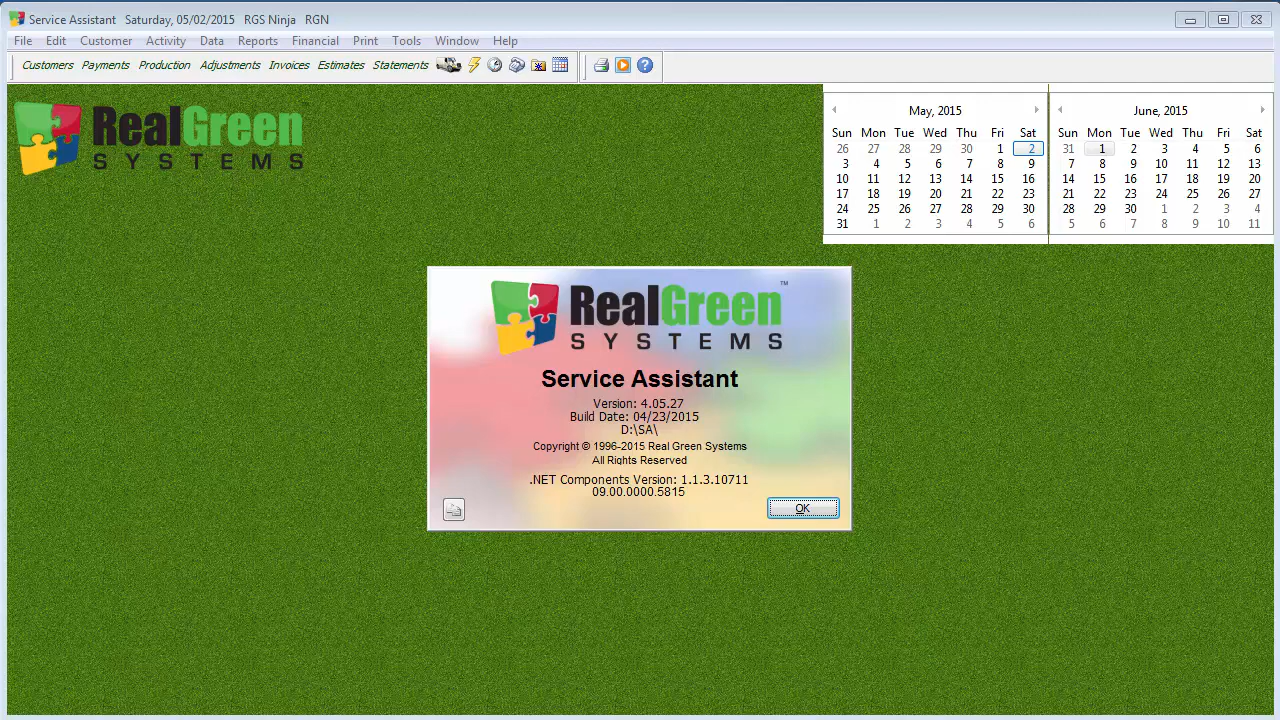 Service Assistant Saturday, 05/02/2015 RGS Ninja RGN
File Edit Customer Activity Data Reports Financial Print Tools Window Help
Customers Payments Production Adjustments Invoices Estimates Statements
RealGreen
SYSTEMS
May, 2015
Sun Mon Tue Wed Thu Fri Sat
26 27 28 29 30 1 2
3 4 5 6 7 8 9
10 11 12 13 14 15 16
17 18 19 20 21 22 23
24 25 26 27 28 29 30
31 1 2 3 4 5 6
June, 2015
Sun Mon Tue Wed Thu Fri Sat
31 1 2 3 4 5 6
7 8 9 10 11 12 13
14 15 16 17 18 19 20
21 22 23 24 25 26 27
28 29 30 1 2 3 4
5 6 7 8 9 10 11
RealGreen™
SYSTEMS
Service Assistant
Version: 4.05.27
Build Date: 04/23/2015
D:\SA\
Copyright © 1996-2015 Real Green Systems
All Rights Reserved
.NET Components Version: 1.1.3.10711
09.00.0000.5815
OK